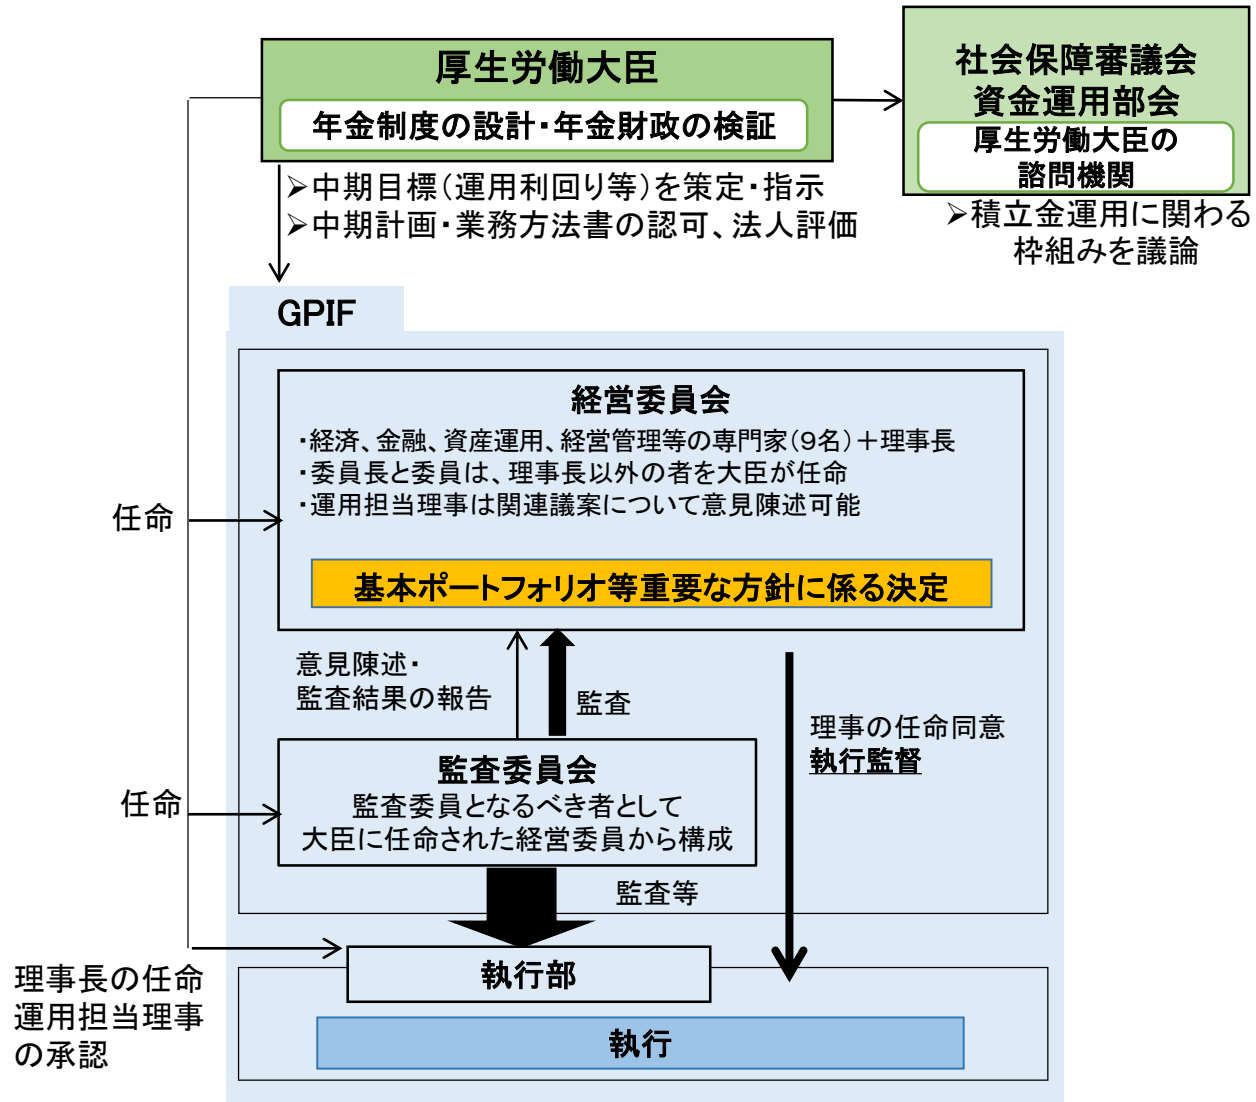 厚生労働大臣
年金制度の設計・年金財政の検証
社会保障審議会
資金運用部会
厚生労働大臣の
諮問機関
➢中期目標(運用利回り等)を策定・指示
➢中期計画・業務方法書の認可、法人評価
➢積立金運用に関わる
枠組みを議論
GPIF
経営委員会
・経済、金融、資産運用、経営管理等の専門家(9名)+理事長
・委員長と委員は、理事長以外の者を大臣が任命
・運用担当理事は関連議案について意見陳述可能
任命
基本ポートフォリオ等重要な方針に係る決定
意見陳述・
監査結果の報告
監査
理事の任命同意
執行監督
監査委員会
監査委員となるべき者として
大臣に任命された経営委員から構成
任命
監査等
執行部
理事長の任命
運用担当理事
の承認
執行